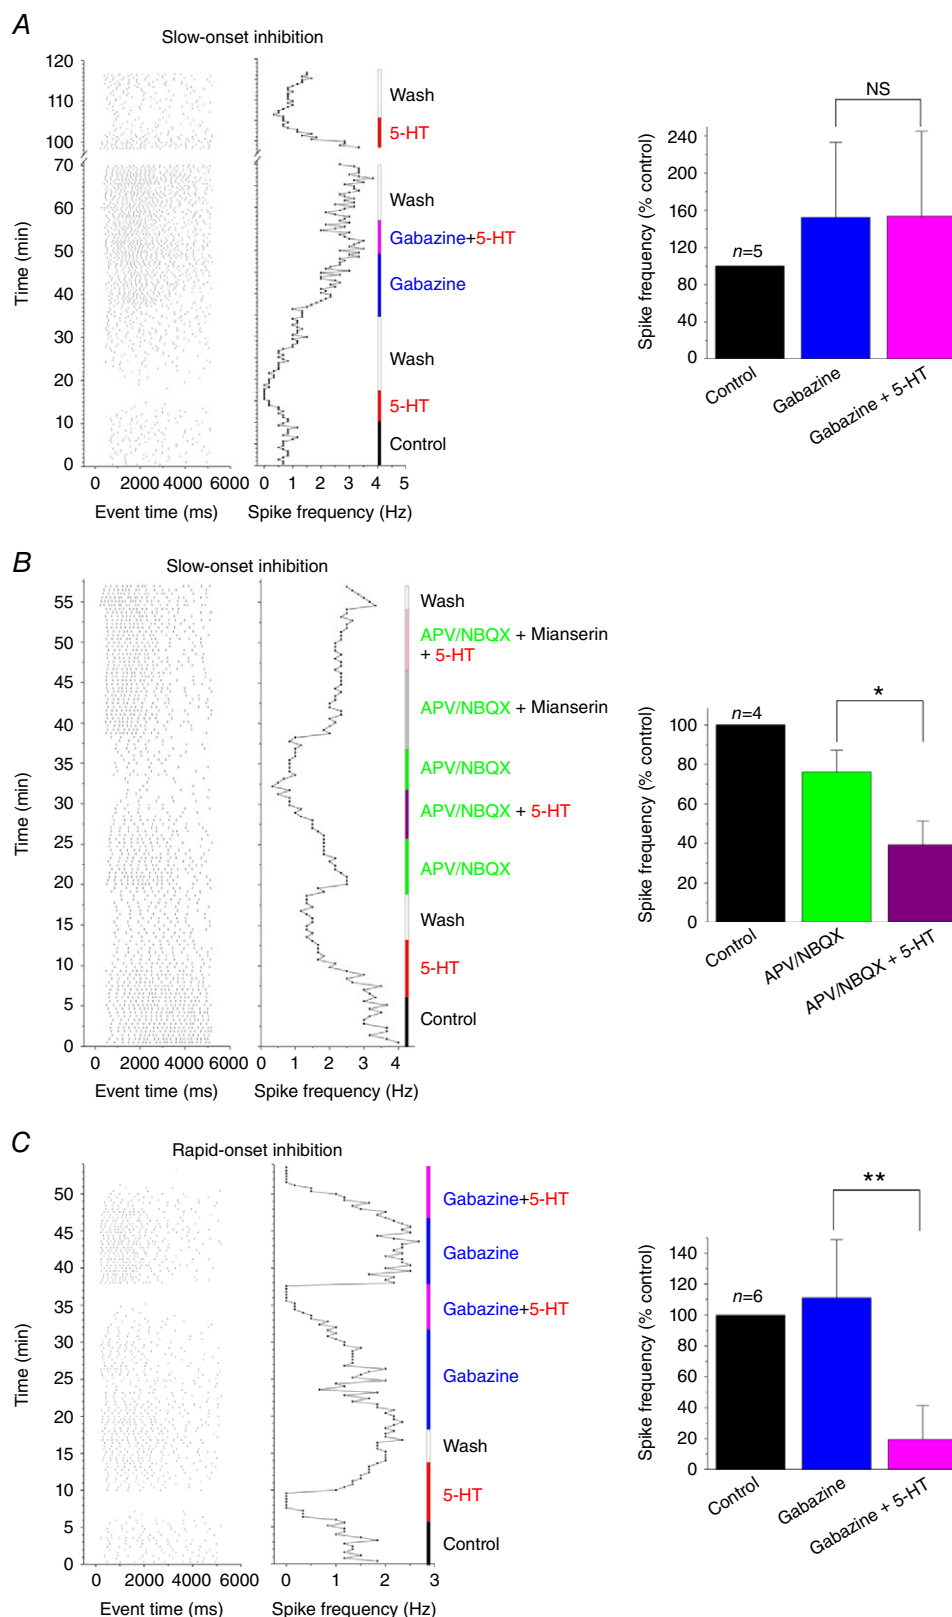 A
Slow-onset inhibition
120
110
100
70
60
50
40
30
20
10
0
Time (min)
0 2000 4000 6000
Event time (ms)
0 1 2 3 4 5
Spike frequency (Hz)
Wash
5-HT
Wash
Gabazine+5-HT
Gabazine
Wash
5-HT
Control
NS
240
200
160
120
80
40
0
Spike frequency (% control)
n=5
Control
Gabazine
Gabazine + 5-HT
B
Slow-onset inhibition
55
50
45
40
35
30
25
20
15
10
5
0
Time (min)
0 2000 4000 6000
Event time (ms)
0 1 2 3 4
Spike frequency (Hz)
Wash
APV/NBQX + Mianserin
+ 5-HT
APV/NBQX + Mianserin
APV/NBQX
APV/NBQX + 5-HT
APV/NBQX
Wash
5-HT
Control
*
100
80
60
40
20
0
Spike frequency (% control)
n=4
Control
APV/NBQX
APV/NBQX + 5-HT
C
Rapid-onset inhibition
50
45
40
35
30
25
20
15
10
5
0
Time (min)
0 2000 4000 6000
Event time (ms)
0 1 2 3
Spike frequency (Hz)
Gabazine+5-HT
Gabazine
Gabazine+5-HT
Gabazine
Wash
5-HT
Control
**
140
120
100
80
60
40
20
0
Spike frequency (% control)
n=6
Control
Gabazine
Gabazine + 5-HT